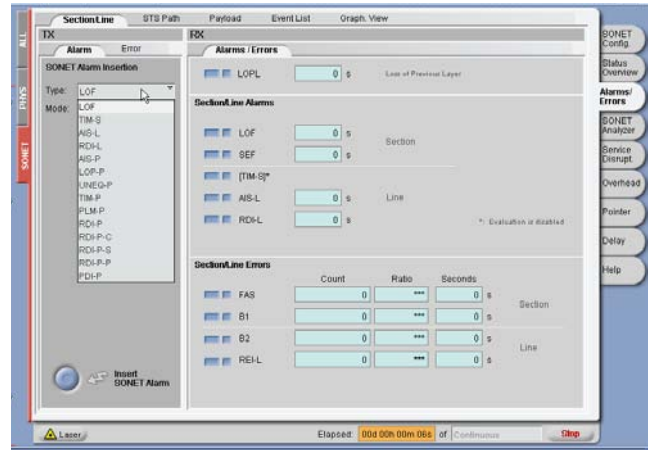 Section/Line STS Path Payload Event List Graph. View
TX
Alarm Error
SONET Alarm Insertion
Type: LOF
Mode:
LOF
TIM-S
AIS-L
RDI-L
AIS-P
LOP-P
UNEQ-P
TIM-P
PLM-P
RDI-P
RDI-P-C
RDI-P-S
RDI-P-P
PDI-P
Insert
SONET Alarm
RX
Alarms / Errors
LOPL 0 s Loss of Previous Layer
Section/Line Alarms
LOF 0 s
Section
SEF 0 s
[TIM-S]*
AIS-L 0 s Line
RDI-L 0 s *: Evaluation is disabled
Section/Line Errors
Count Ratio Seconds
FAS 0 *** 0 s
Section
B1 0 *** 0 s
B2 0 *** 0 s
Line
REI-L 0 *** 0 s
ALL
PHYS
SONET
SONET
Config.
Status
Overview
Alarms/
Errors
SONET
Analyzer
Service
Disrupt.
Overhead
Pointer
Delay
Help
Laser
Elapsed: 00d 00h 00m 06s of Continuous Stop